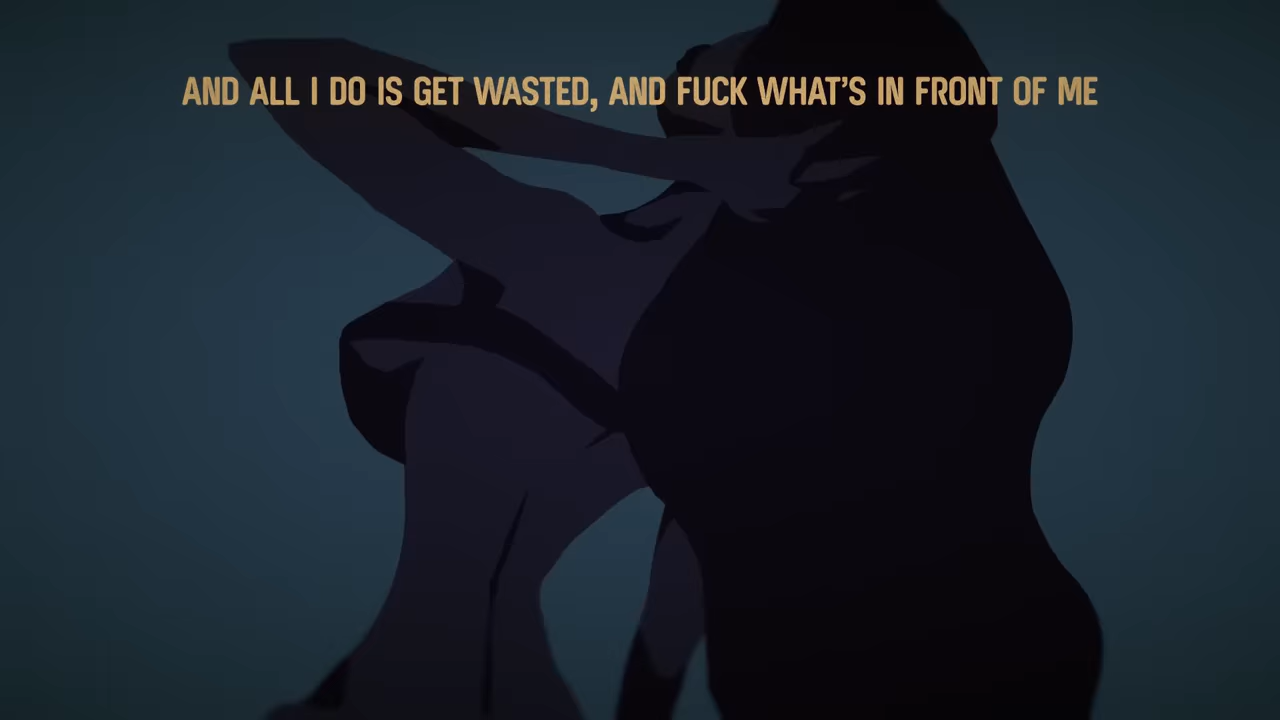 AND ALL I DO IS GET WASTED, AND FUCK WHAT'S IN FRONT OF ME